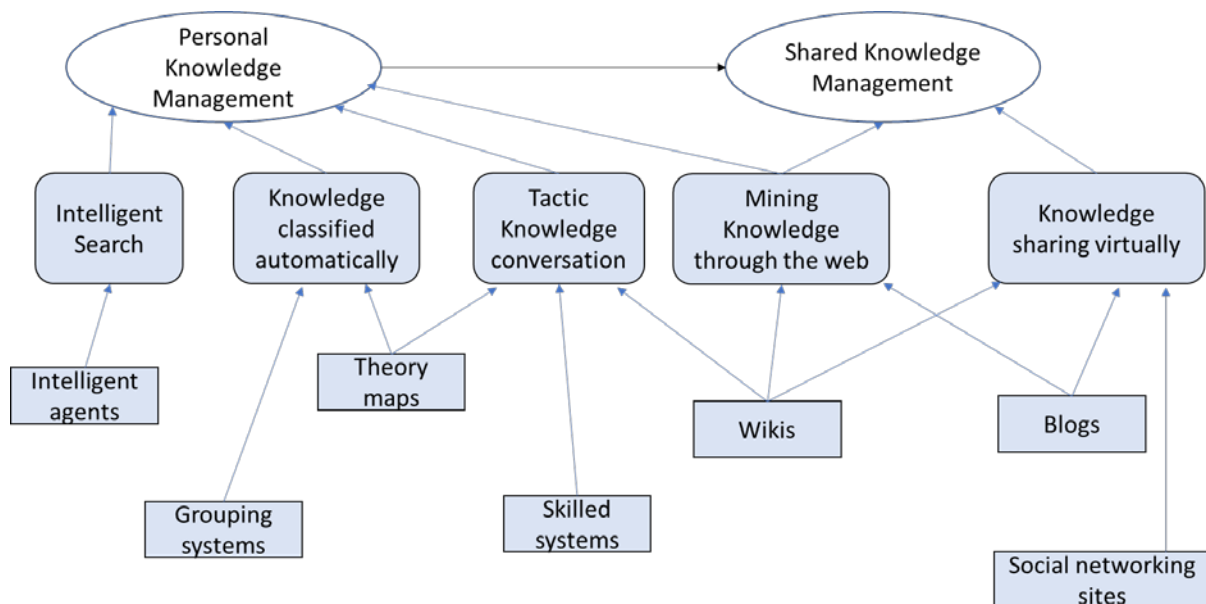 Personal
Knowledge
Management
Shared Knowledge
Management
Intelligent
Search
Knowledge
classified
automatically
Tactic
Knowledge
conversation
Mining
Knowledge
through the web
Knowledge
sharing virtually
Intelligent
agents
Theory
maps
Wikis
Blogs
Grouping
systems
Skilled
systems
Social networking
sites